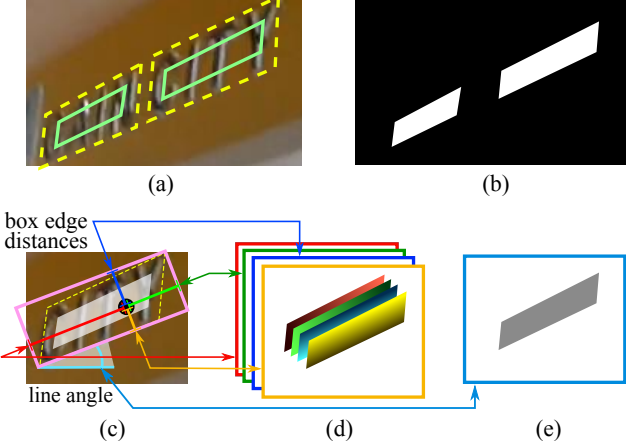 (a)
(b)
box edge
distances
line angle
(c)
(d)
(e)